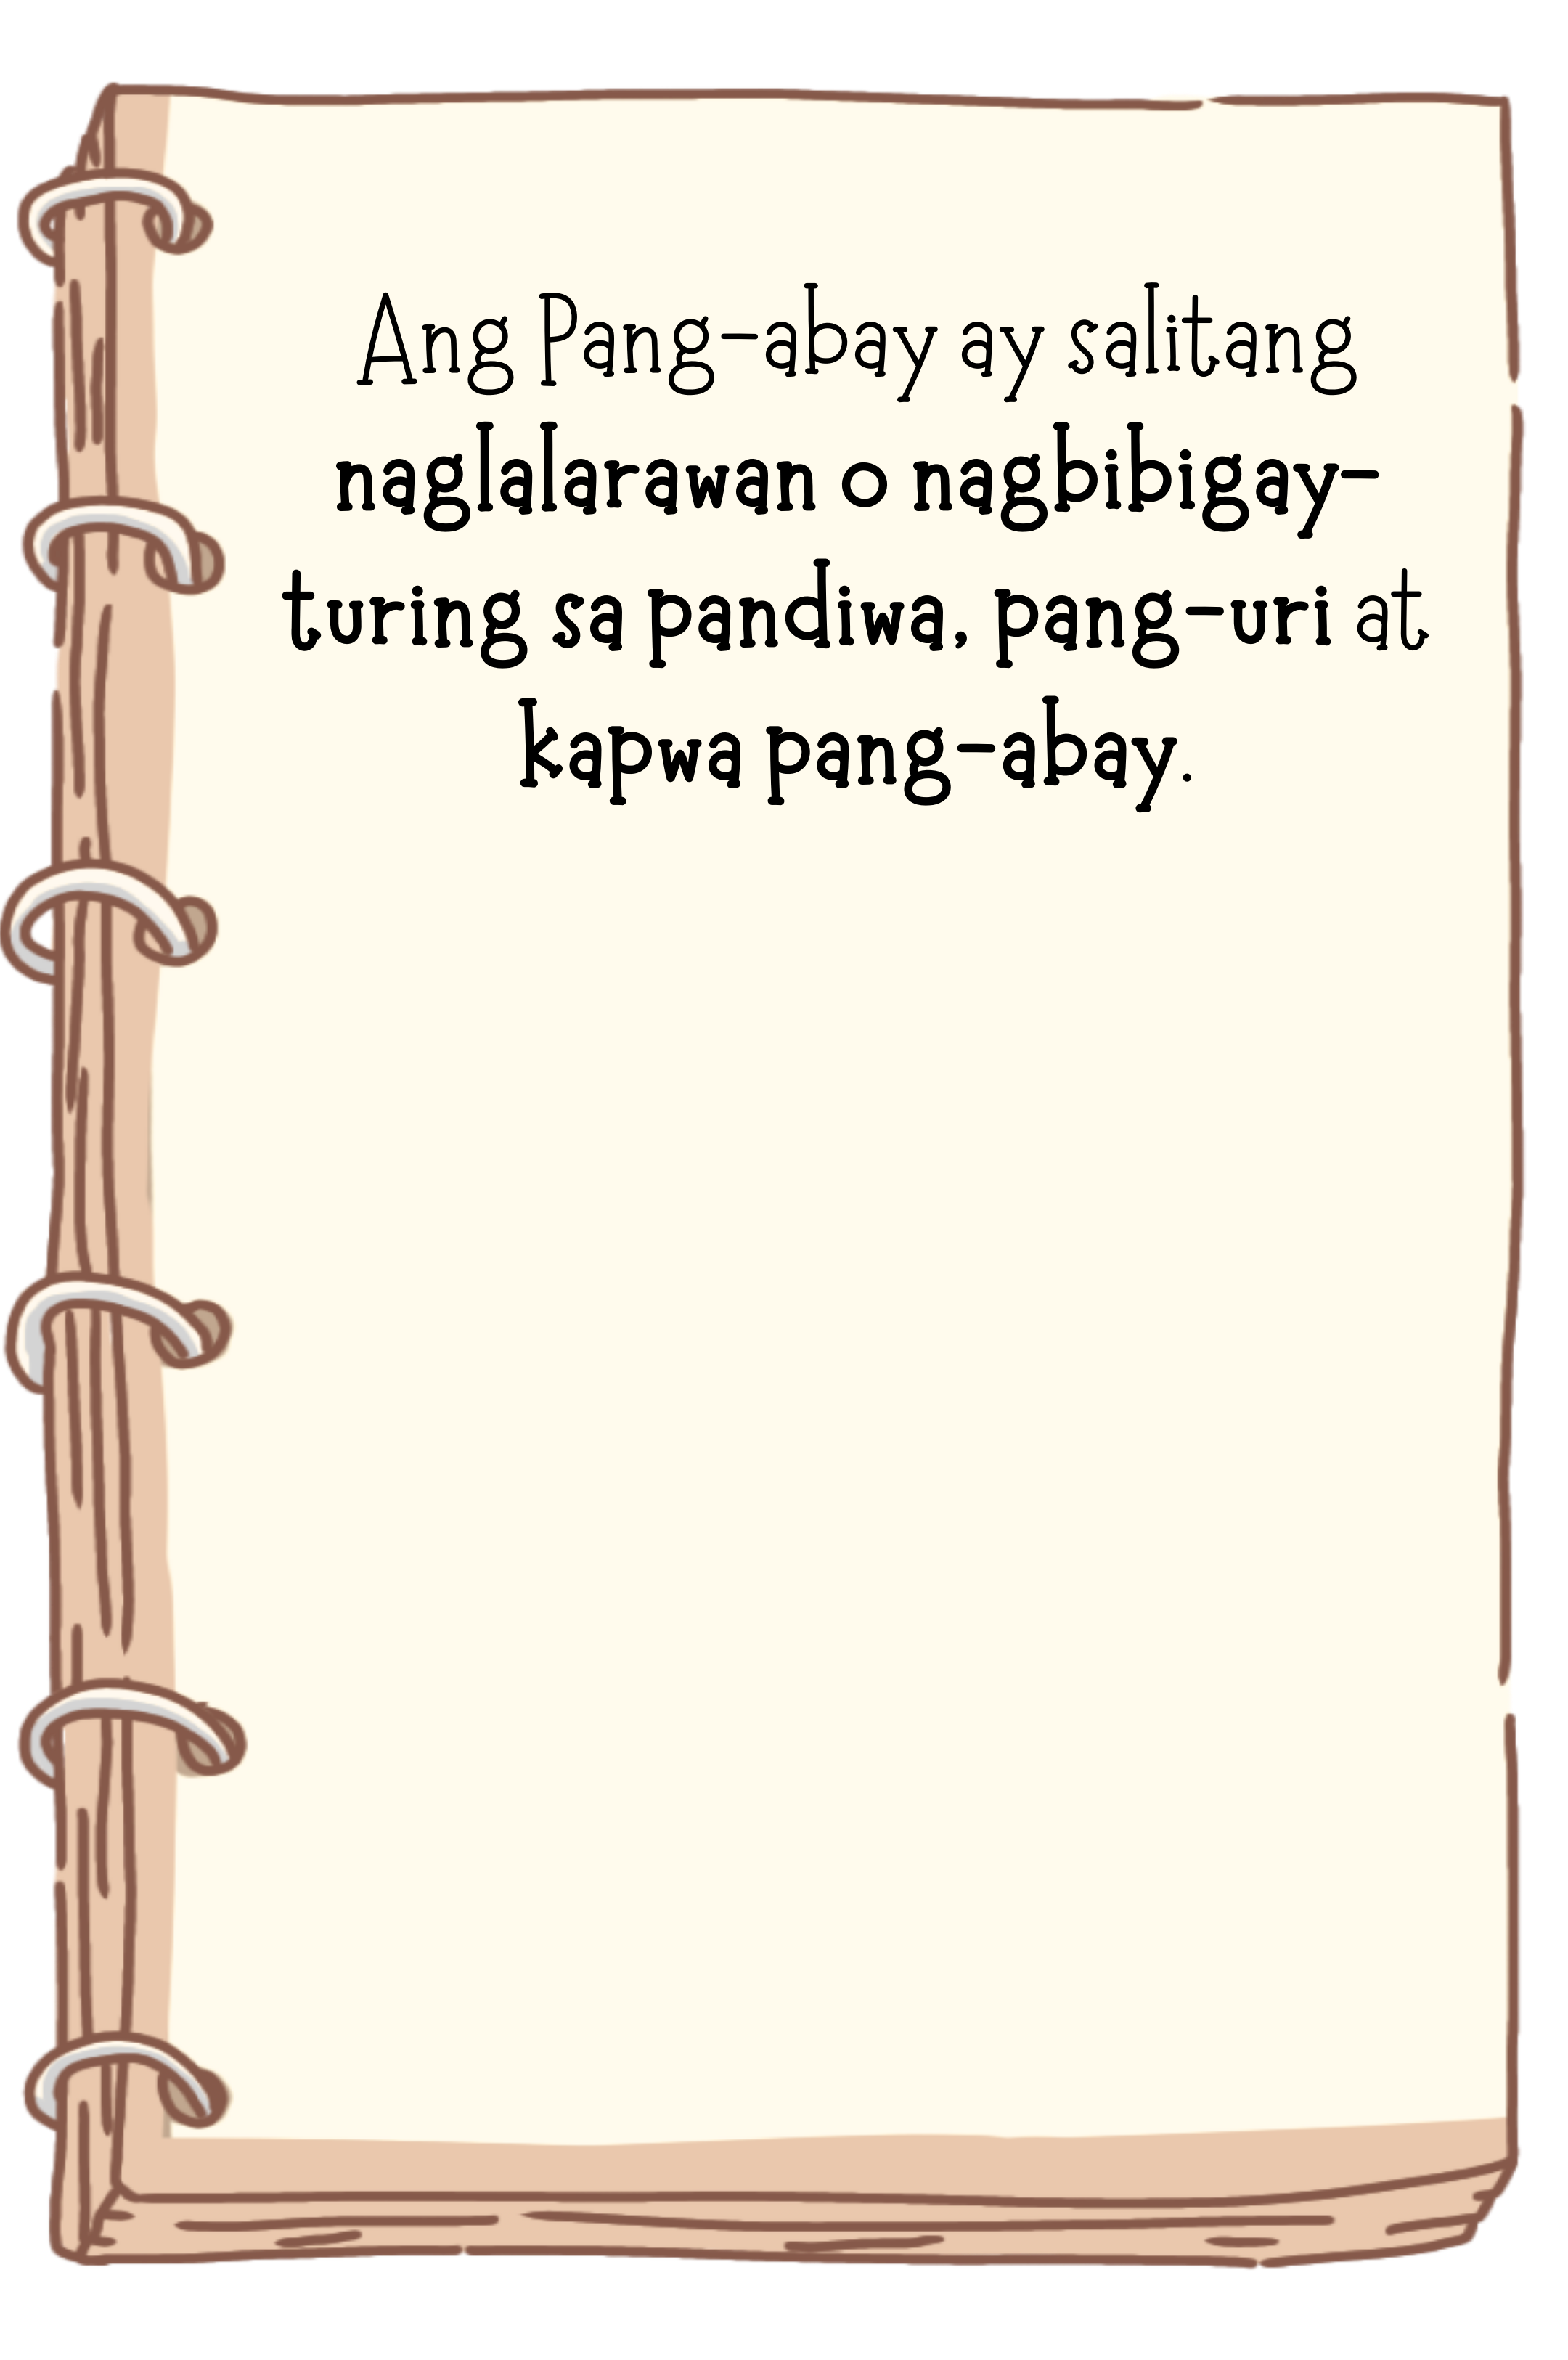 Ang Pang-abay ay salitang
naglalarawan o nagbibigay-
turing sa pandiwa, pang-uri at
kapwa pang-abay.